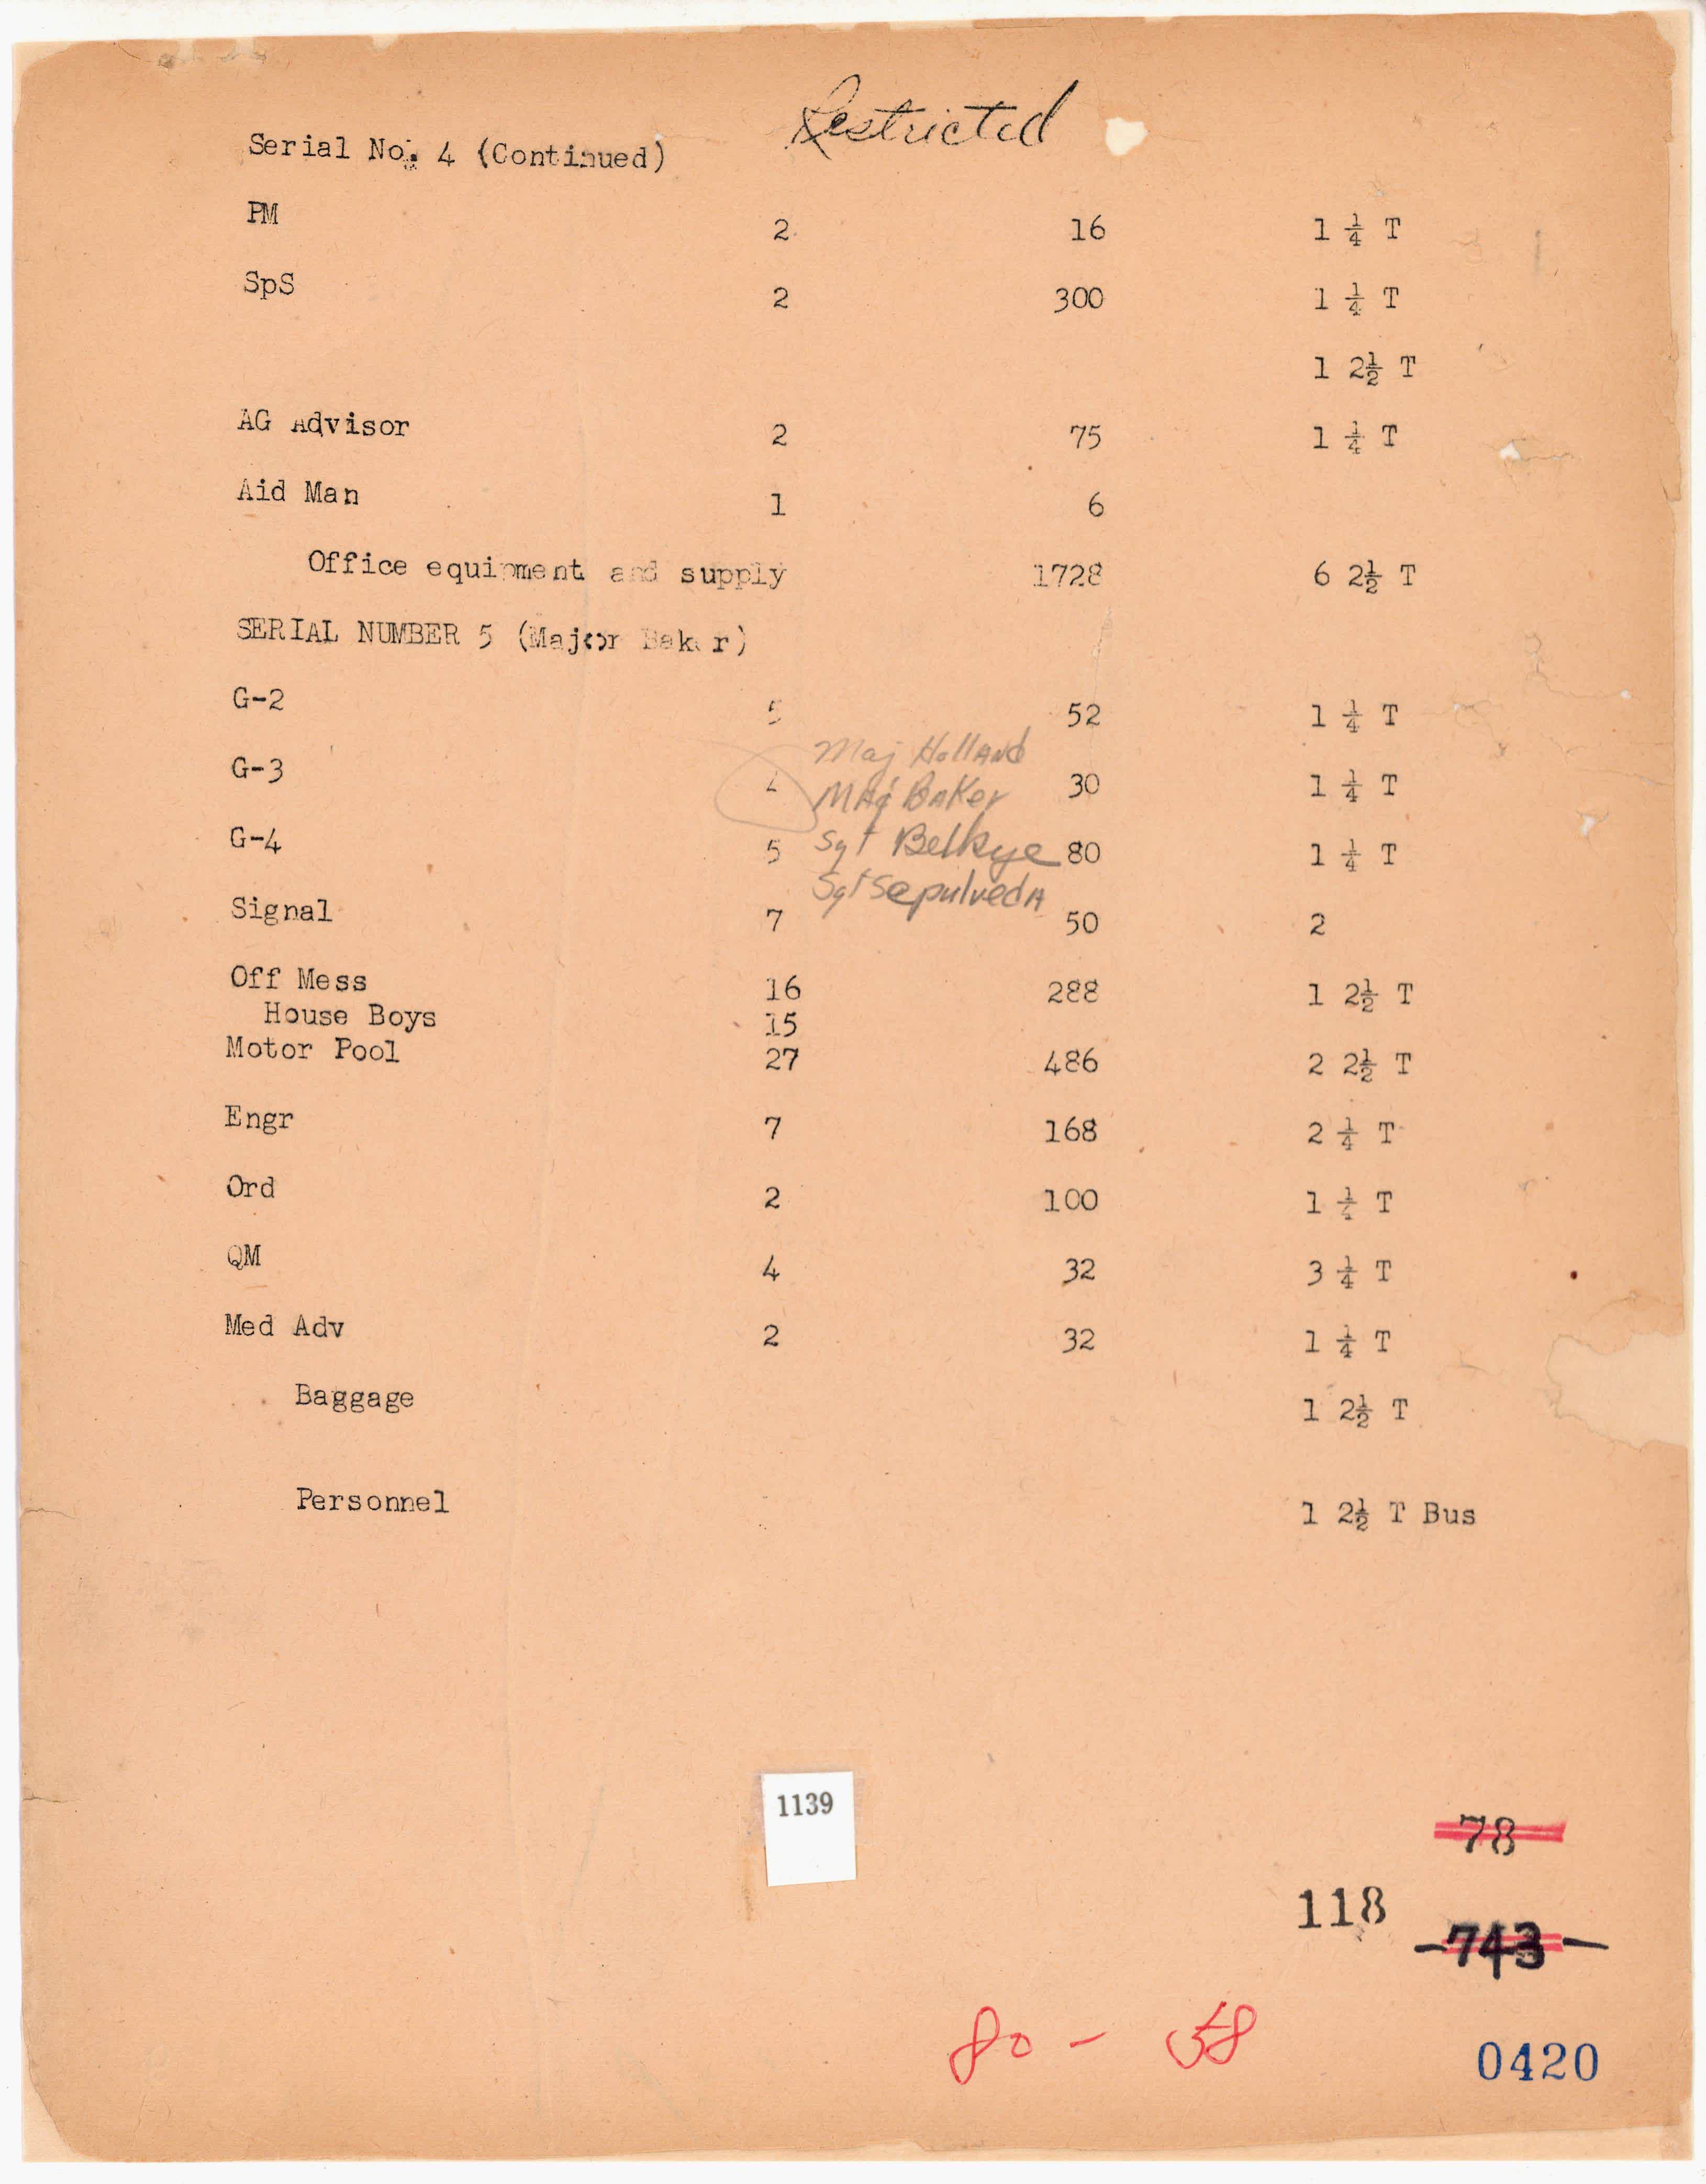 Restricted
Serial No. 4 (Continued)
PM 2 16 1 ¼ T
SpS 2 300 1 ¼ T
1 2½ T
AG Advisor 2 75 1 ¼ T
Aid Man 1 6
Office equipment and supply 1728 6 2½ T
SERIAL NUMBER 5 (Major Baker)
G-2 5 52 1 ¼ T
Maj Holland
G-3 4 30 1 ¼ T
Maj Baker
G-4 5 80 1 ¼ T
Sgt Belkye
Sgt Sepulveda
Signal 7 50 2
Off Mess 16 288 1 2½ T
House Boys 15
Motor Pool 27 486 2 2½ T
Engr 7 168 2 ¼ T
Ord 2 100 1 ¼ T
QM 4 32 3 ¼ T
Med Adv 2 32 1 ¼ T
Baggage 1 2½ T
Personnel 1 2½ T Bus
1139
78
118
743
80 - 58
0420